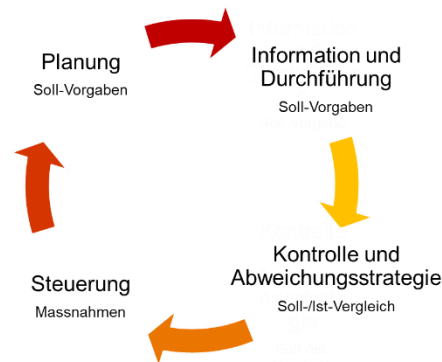 Planung
Soll-Vorgaben
Information und
Durchführung
Soll-Vorgaben
Kontrolle und
Abweichungsstrategie
Soll-/Ist-Vergleich
Steuerung
Massnahmen